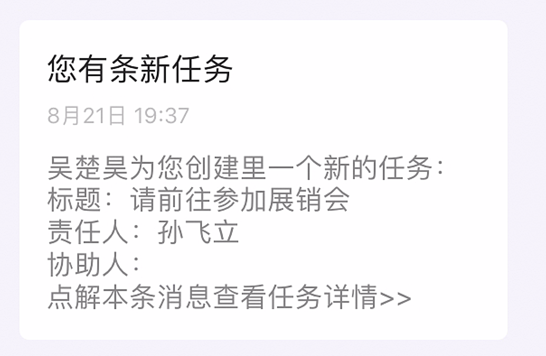 您有条新任务
8月21日 19:37
吴楚昊为您创建里一个新的任务：
标题：请前往参加展销会
责任人：孙飞立
协助人：
点解本条消息查看任务详情>>